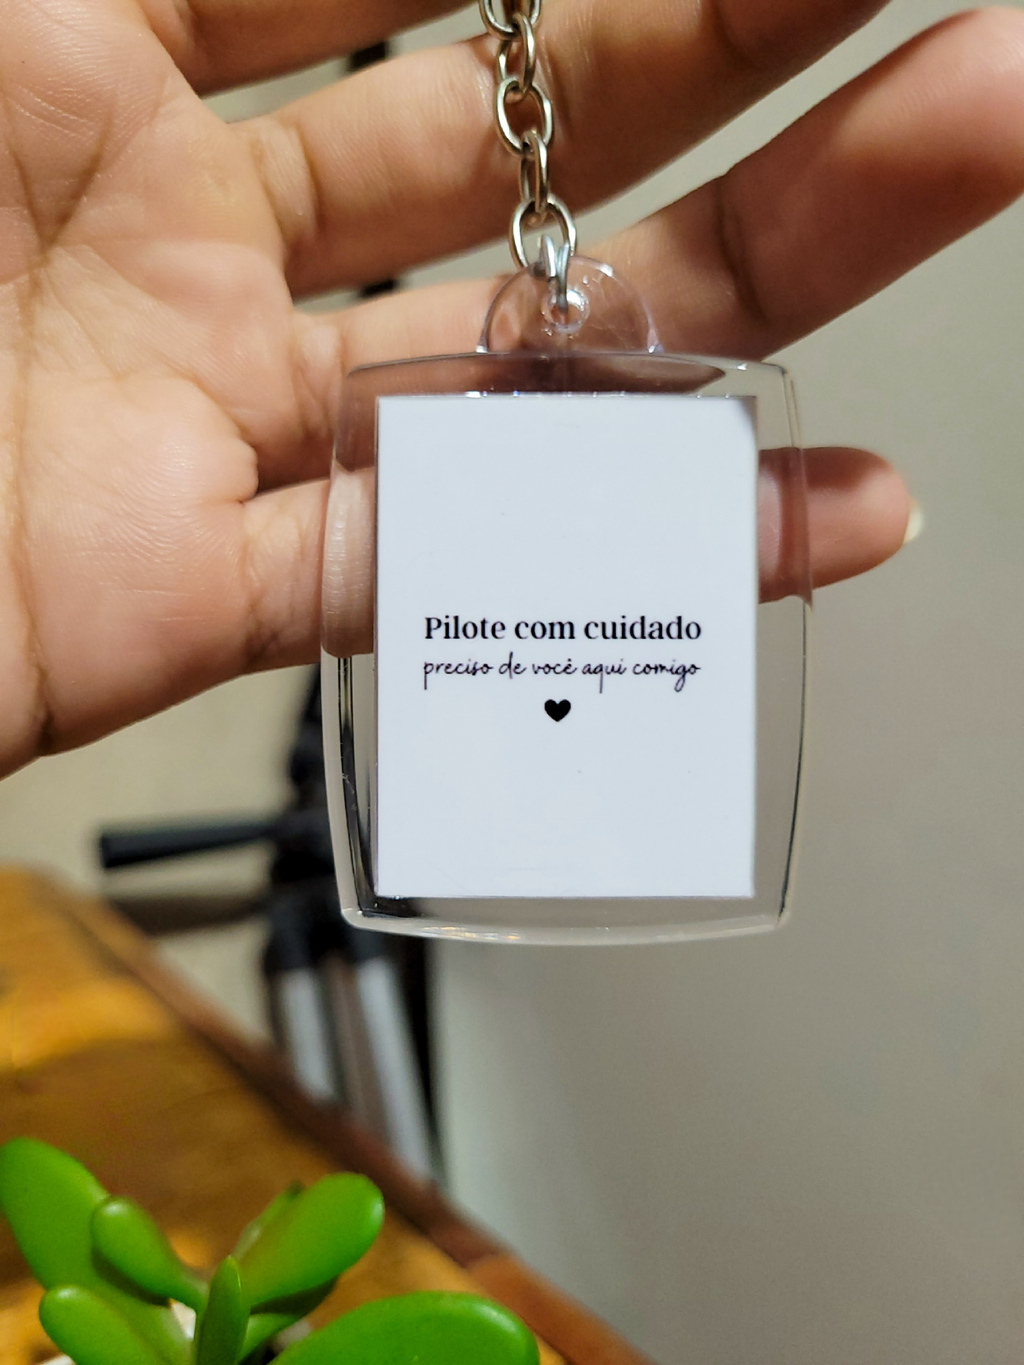 Pilote com cuidado
preciso de você aqui comigo